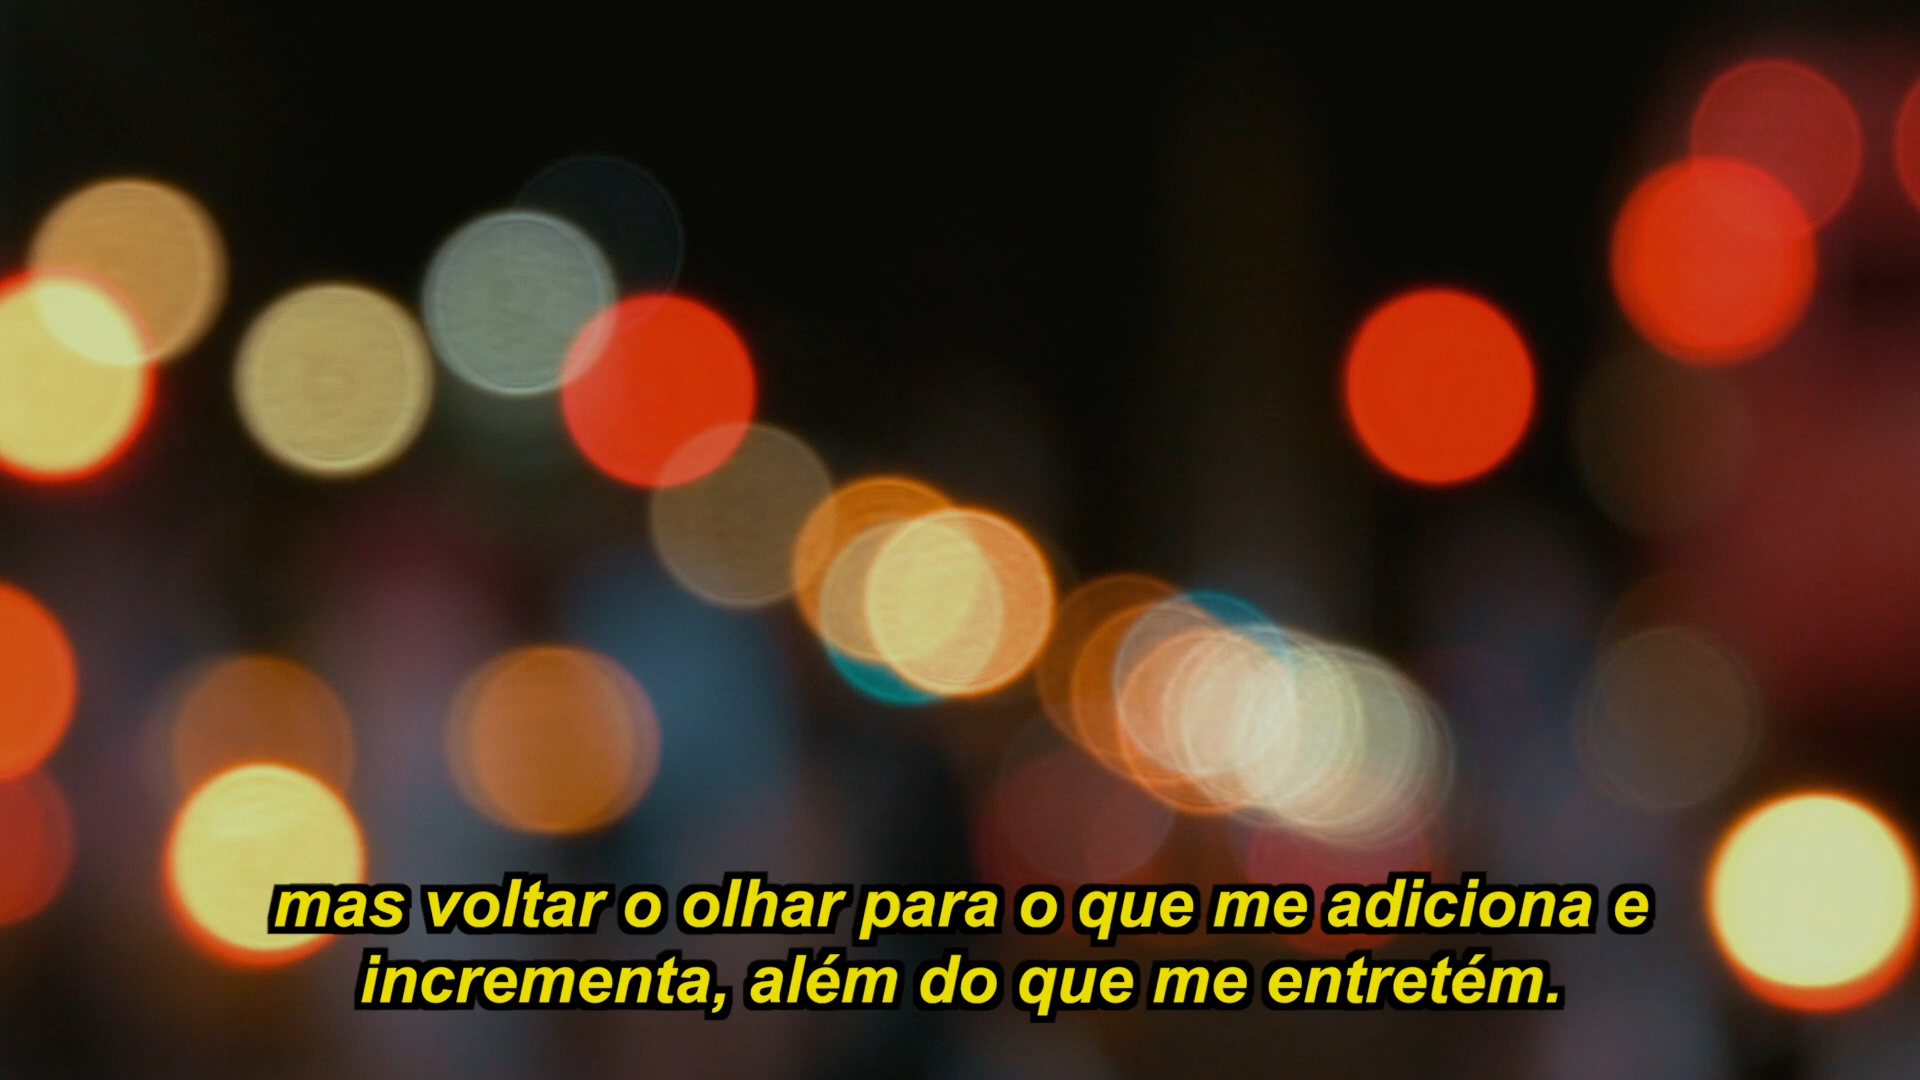 mas voltar o olhar para o que me adiciona e
incrementa, além do que me entretém.